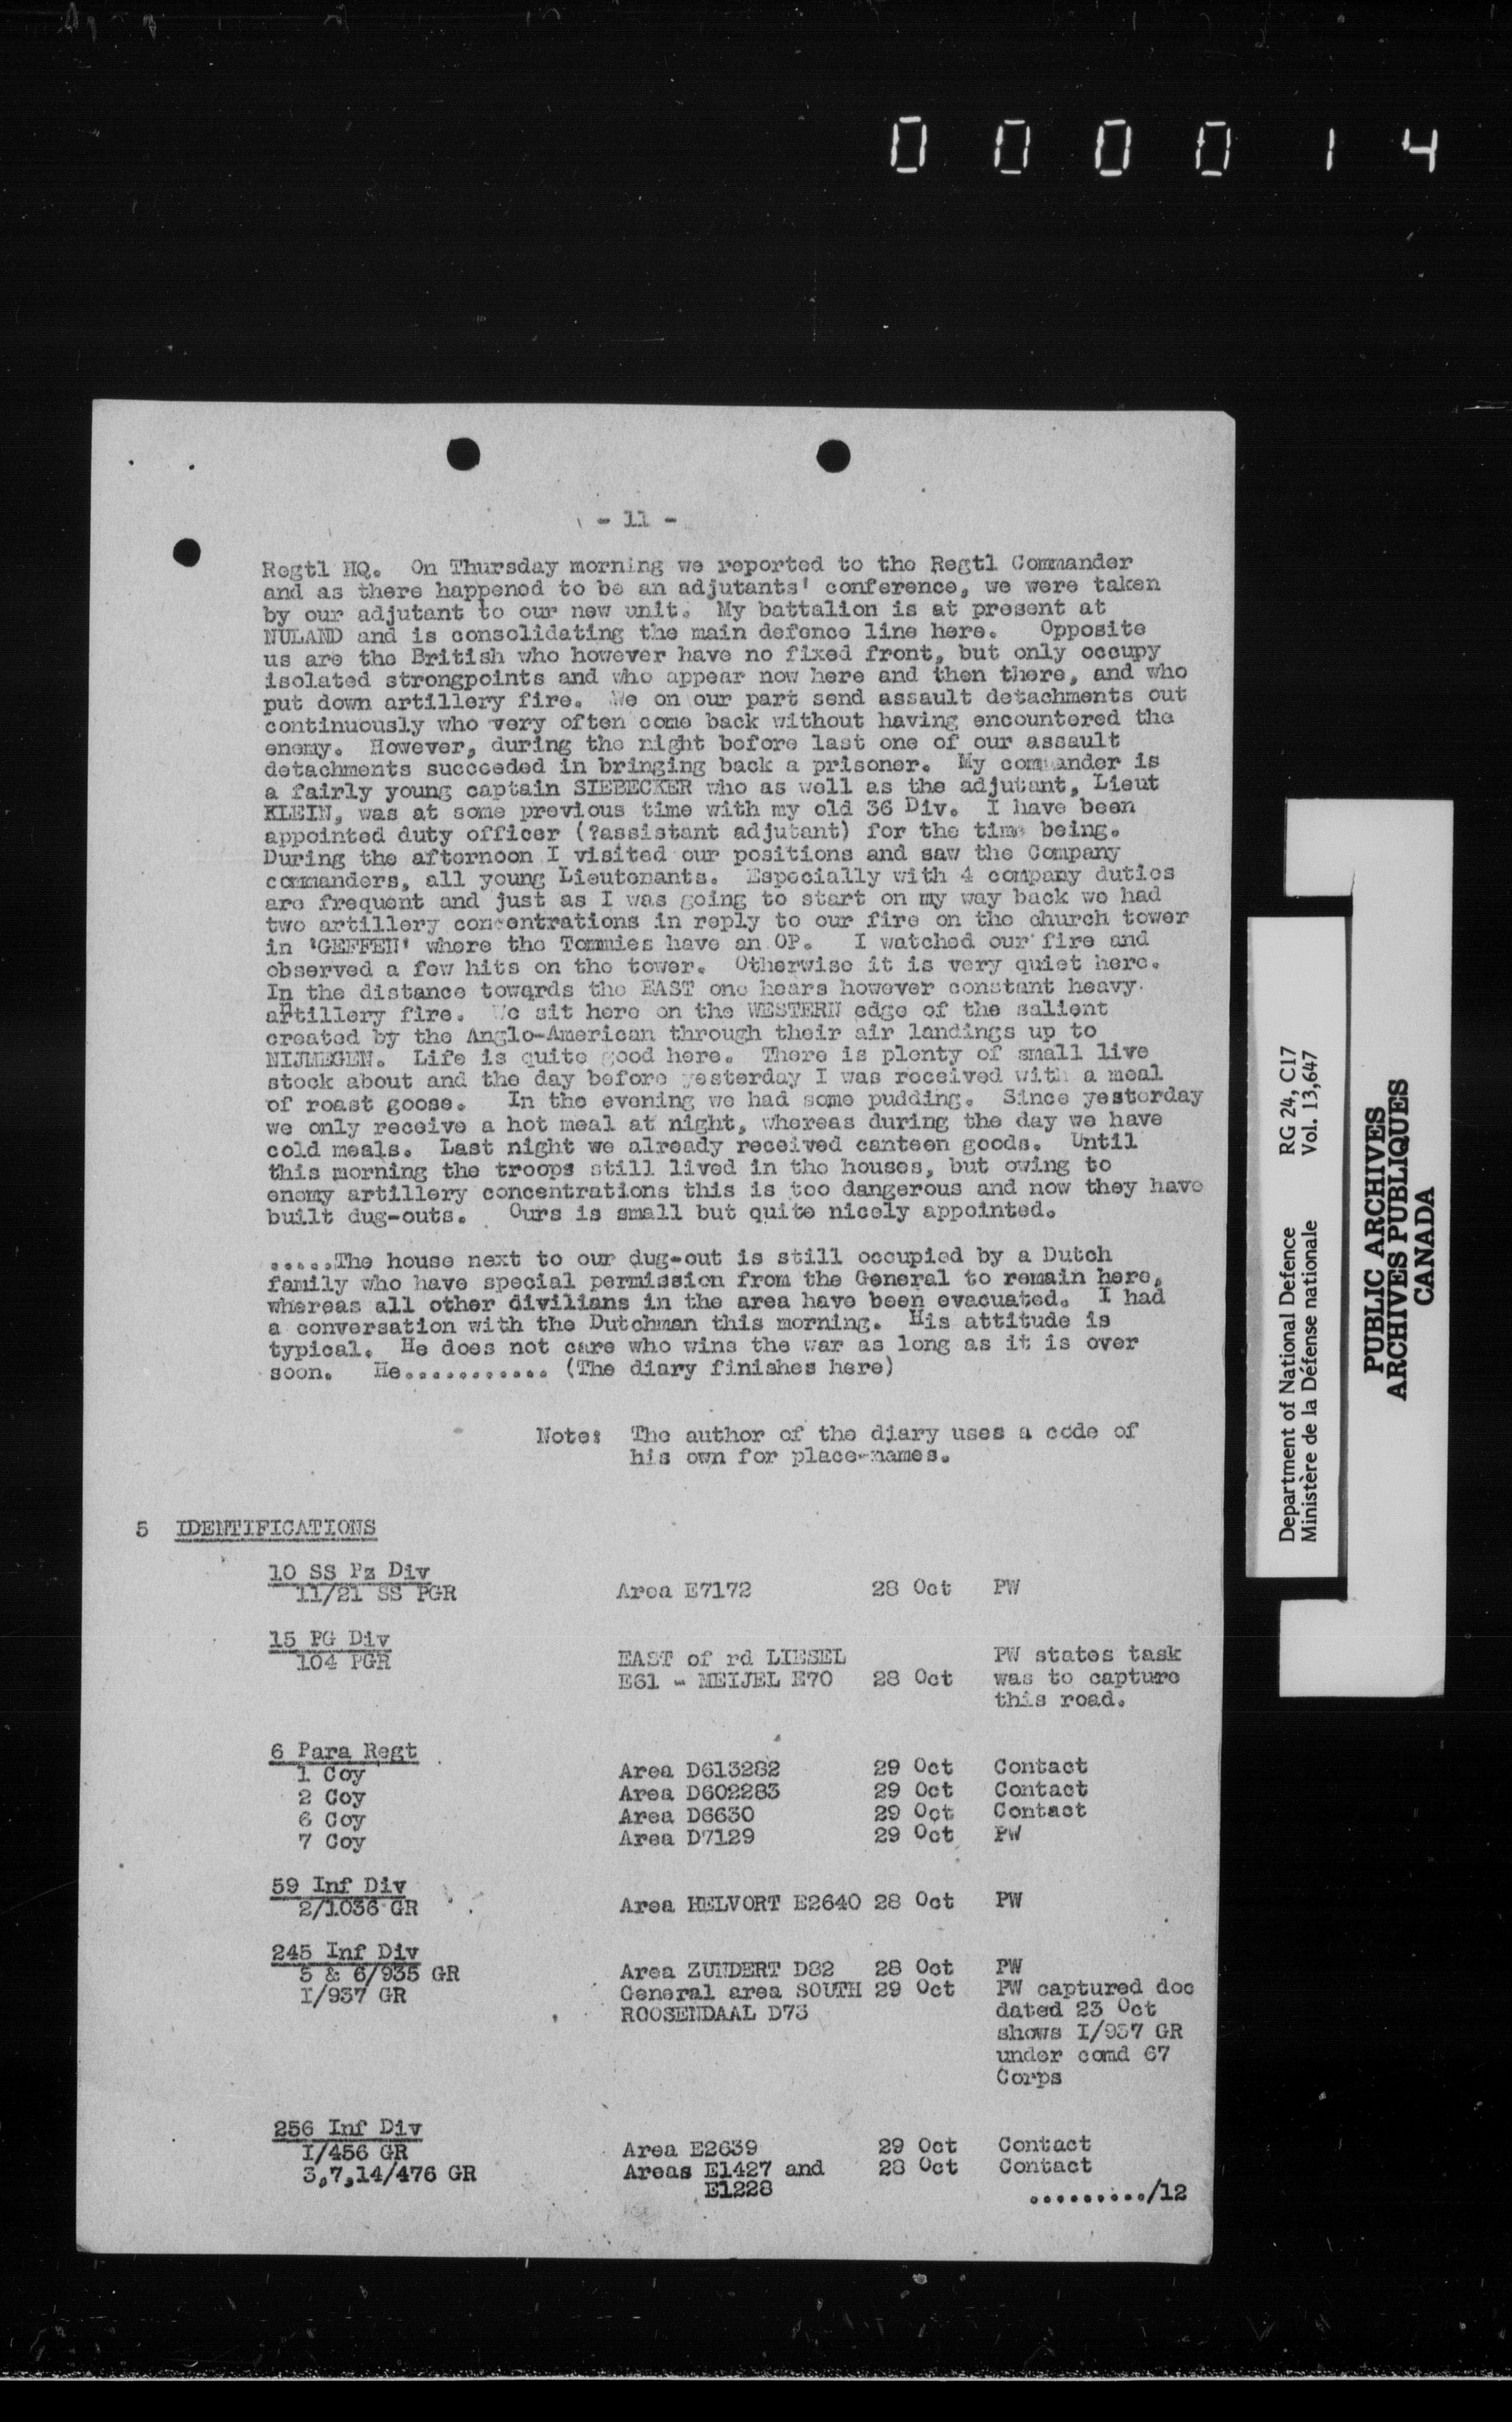 000014
- 11 -
Regtl HQ. On Thursday morning we reported to the Regtl Commander
and as there happened to be an adjutants' conference, we were taken
by our adjutant to our new unit. My battalion is at present at
NULAND and is consolidating the main defence line here. Opposite
us are the British who however have no fixed front, but only occupy
isolated strongpoints and who appear now here and then there, and who
put down artillery fire. We on our part send assault detachments out
continuously who very often come back without having encountered the
enemy. However, during the night before last one of our assault
detachments succeeded in bringing back a prisoner. My commander is
a fairly young captain SIEBECKER who as well as the adjutant, Lieut
KLEIN, was at some previous time with my old 36 Div. I have been
appointed duty officer (?assistant adjutant) for the time being.
During the afternoon I visited our positions and saw the Company
commanders, all young Lieutenants. Especially with 4 company duties
are frequent and just as I was going to start on my way back we had
two artillery concentrations in reply to our fire on the church tower
in 'GEFFEN' where the Tommies have an OP. I watched our fire and
observed a few hits on the tower. Otherwise it is very quiet here.
In the distance towards the EAST one hears however constant heavy
artillery fire. We sit here on the WESTERN edge of the salient
created by the Anglo-American through their air landings up to
NIJMEGEN. Life is quite good here. There is plenty of small live
stock about and the day before yesterday I was received with a meal
of roast goose. In the evening we had some pudding. Since yesterday
we only receive a hot meal at night, whereas during the day we have
cold meals. Last night we already received canteen goods. Until
this morning the troops still lived in the houses, but owing to
enemy artillery concentrations this is too dangerous and now they have
built dug-outs. Ours is small but quite nicely appointed.
.....The house next to our dug-out is still occupied by a Dutch
family who have special permission from the General to remain here,
whereas all other divilians in the area have been evacuated. I had
a conversation with the Dutchman this morning. His attitude is
typical. He does not care who wins the war as long as it is over
soon. He........... (The diary finishes here)
Note: The author of the diary uses a code of
his own for place-names.
5 IDENTIFICATIONS
10 SS Pz Div
11/21 SS PGR Area E7172 28 Oct PW
15 PG Div
104 PGR EAST of rd LIESEL PW states task
E61 - MEIJEL E70 28 Oct was to capture
this road.
6 Para Regt
1 Coy Area D613282 29 Oct Contact
2 Coy Area D602283 29 Oct Contact
6 Coy Area D6630 29 Oct Contact
7 Coy Area D7129 29 Oct PW
59 Inf Div
2/1036 GR Area HELVORT E2640 28 Oct PW
245 Inf Div
5 & 6/935 GR Area ZUNDERT D82 28 Oct PW
I/937 GR General area SOUTH 29 Oct PW captured doc
ROOSENDAAL D73 dated 23 Oct
shows I/937 GR
under comd 67
Corps
256 Inf Div
I/456 GR Area E2639 29 Oct Contact
3,7,14/476 GR Areas E1427 and 28 Oct Contact
E1228
........./12
Department of National Defence RG 24, C17
Ministère de la Défense nationale Vol. 13,647
PUBLIC ARCHIVES
ARCHIVES PUBLIQUES
CANADA